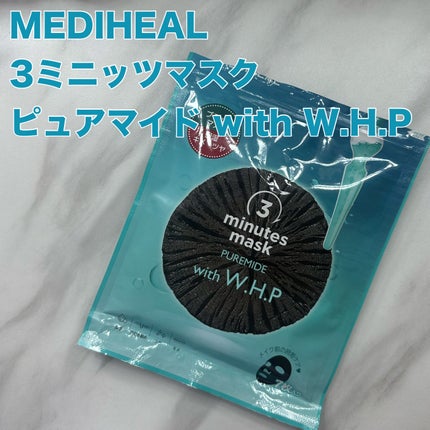 MEDIHEAL
3ミニッツマスク
ピュアマイド with W.H.P
3
minutes
mask
PUREMIDE
with W.H.P